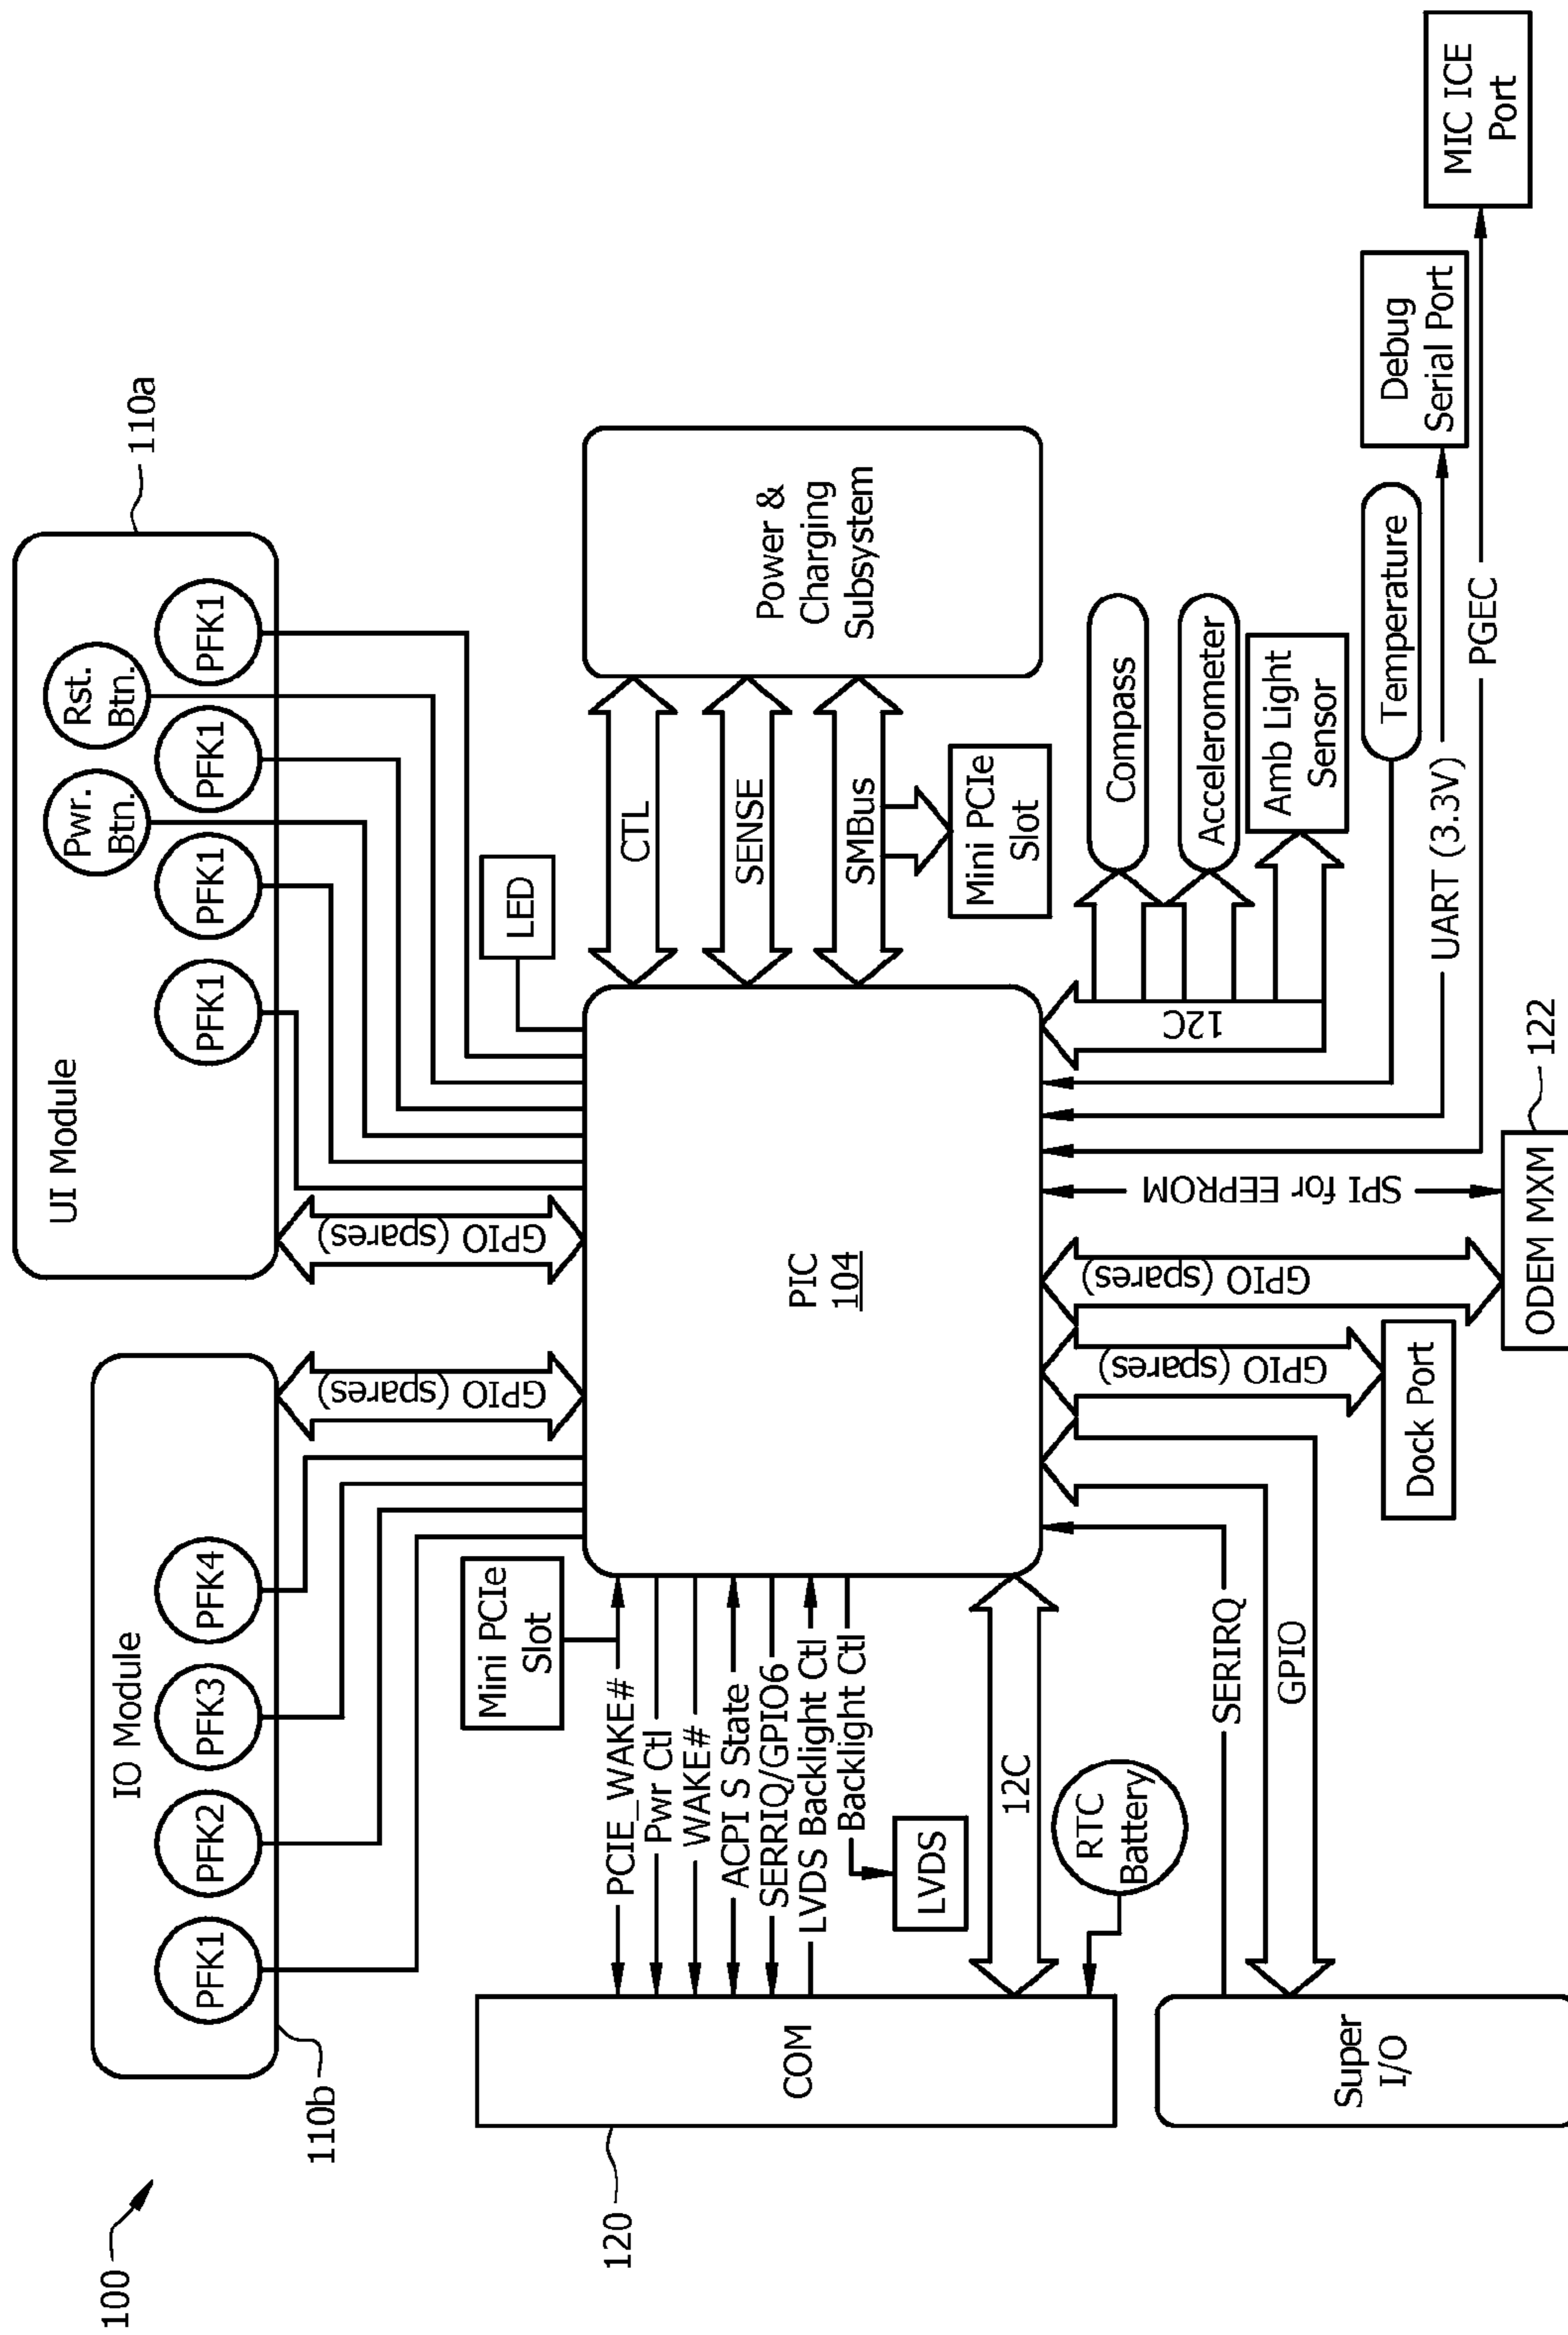 100
110b
IO Module
PFK1
PFK2
PFK3
PFK4
110a
UI Module
PFK1
PFK1
Pwr.
Btn.
PFK1
Rst.
Btn.
PFK1
GPIO (spares)
GPIO (spares)
LED
Mini PCIe
Slot
120
COM
PCIE_WAKE#
Pwr Ctl
WAKE#
ACPI S State
SERRIQ/GPIO6
LVDS Backlight Ctl
Backlight Ctl
LVDS
12C
RTC
Battery
PIC
104
CTL
SENSE
SMBus
Power &
Charging
Subsystem
Mini PCIe
Slot
Super
I/O
SERIRQ
GPIO
GPIO (spares)
Dock Port
GPIO (spares)
SPI for EEPROM
ODEM MXM
122
12C
Compass
Accelerometer
Amb Light
Sensor
Temperature
UART (3.3V)
Debug
Serial Port
PGEC
MIC ICE
Port